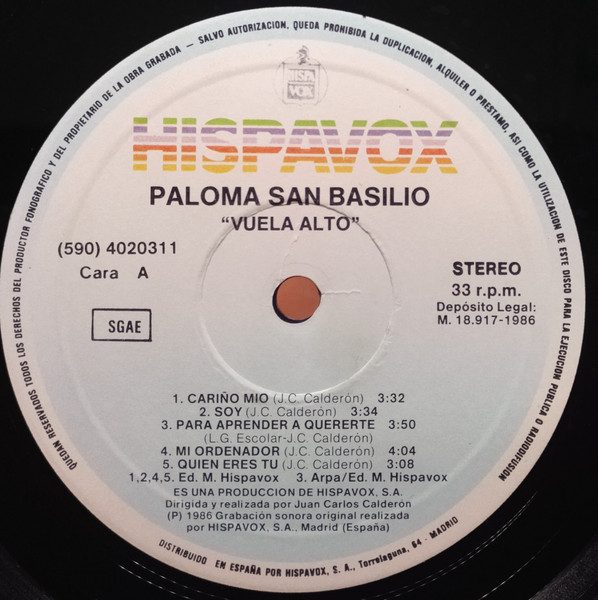 QUEDAN RESERVADOS TODOS LOS DERECHOS DEL PRODUCTOR FONOGRAFICO Y DEL PROPIETARIO DE LA OBRA GRABADA — SALVO AUTORIZACION, QUEDA PROHIBIDA LA DUPLICACION, ALQUILER O PRESTAMO, ASI COMO LA UTILIZACION DE ESTE DISCO PARA LA EJECUCION PUBLICA O RADIODIFUSION
HISPA
VOX
HISPAVOX
PALOMA SAN BASILIO
“VUELA ALTO”
(590) 4020311
Cara A
SGAE
STEREO
33 r.p.m.
Depósito Legal:
M. 18.917-1986
1. CARIÑO MIO (J.C. Calderón) 3:32
2. SOY (J.C. Calderón) 3:34
3. PARA APRENDER A QUERERTE 3:50
(L.G. Escolar-J.C. Calderón)
4. MI ORDENADOR (J.C. Calderón) 4:04
5. QUIEN ERES TU (J.C. Calderón) 3:08
1,2,4,5. Ed. M. Hispavox 3. Arpa/Ed. M. Hispavox
ES UNA PRODUCCION DE HISPAVOX, S.A.
Dirigida y realizada por Juan Carlos Calderón
(P) 1986 Grabación sonora original realizada
por HISPAVOX, S.A., Madrid (España)
DISTRIBUIDO EN ESPAÑA POR HISPAVOX, S. A., Torrelaguna, 64 - MADRID